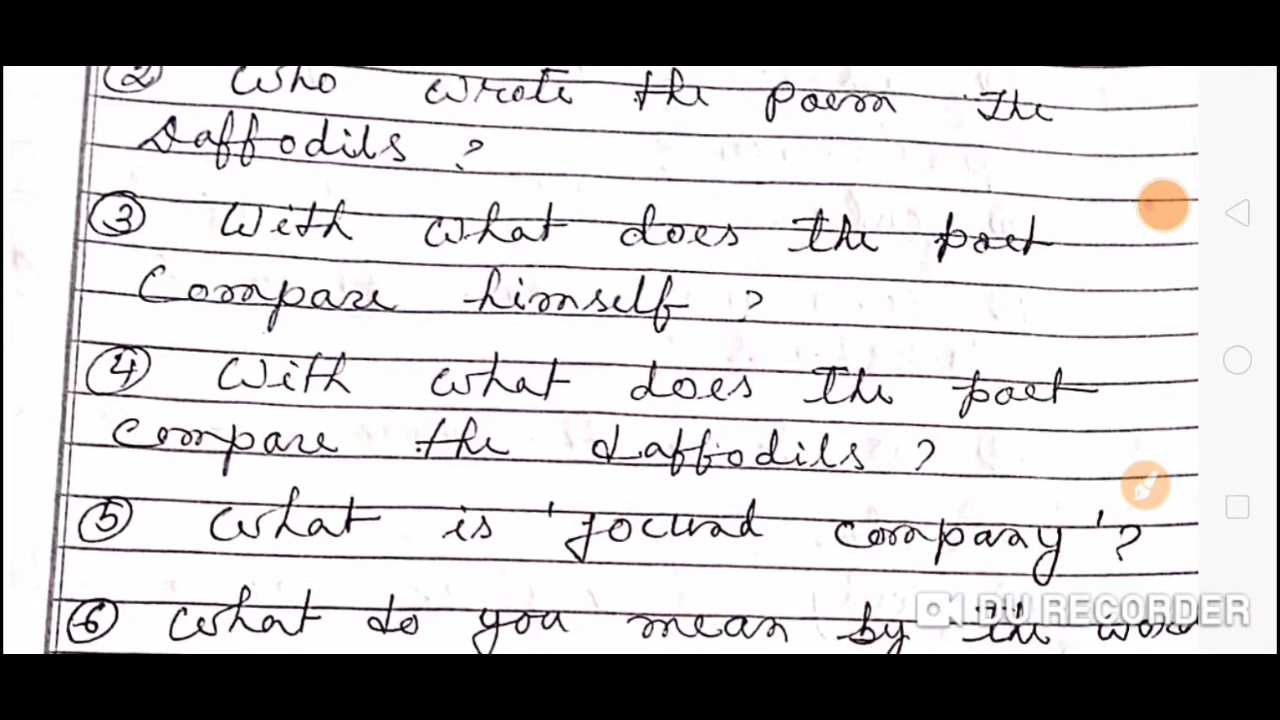 ② Who wrote the poem The
Daffodils ?
③ With what does the poet
Compare himself ?
④ With what does the poet
compare the daffodils ?
⑤ What is 'jocund company' ?
⑥ What do you mean by the
DU RECORDER